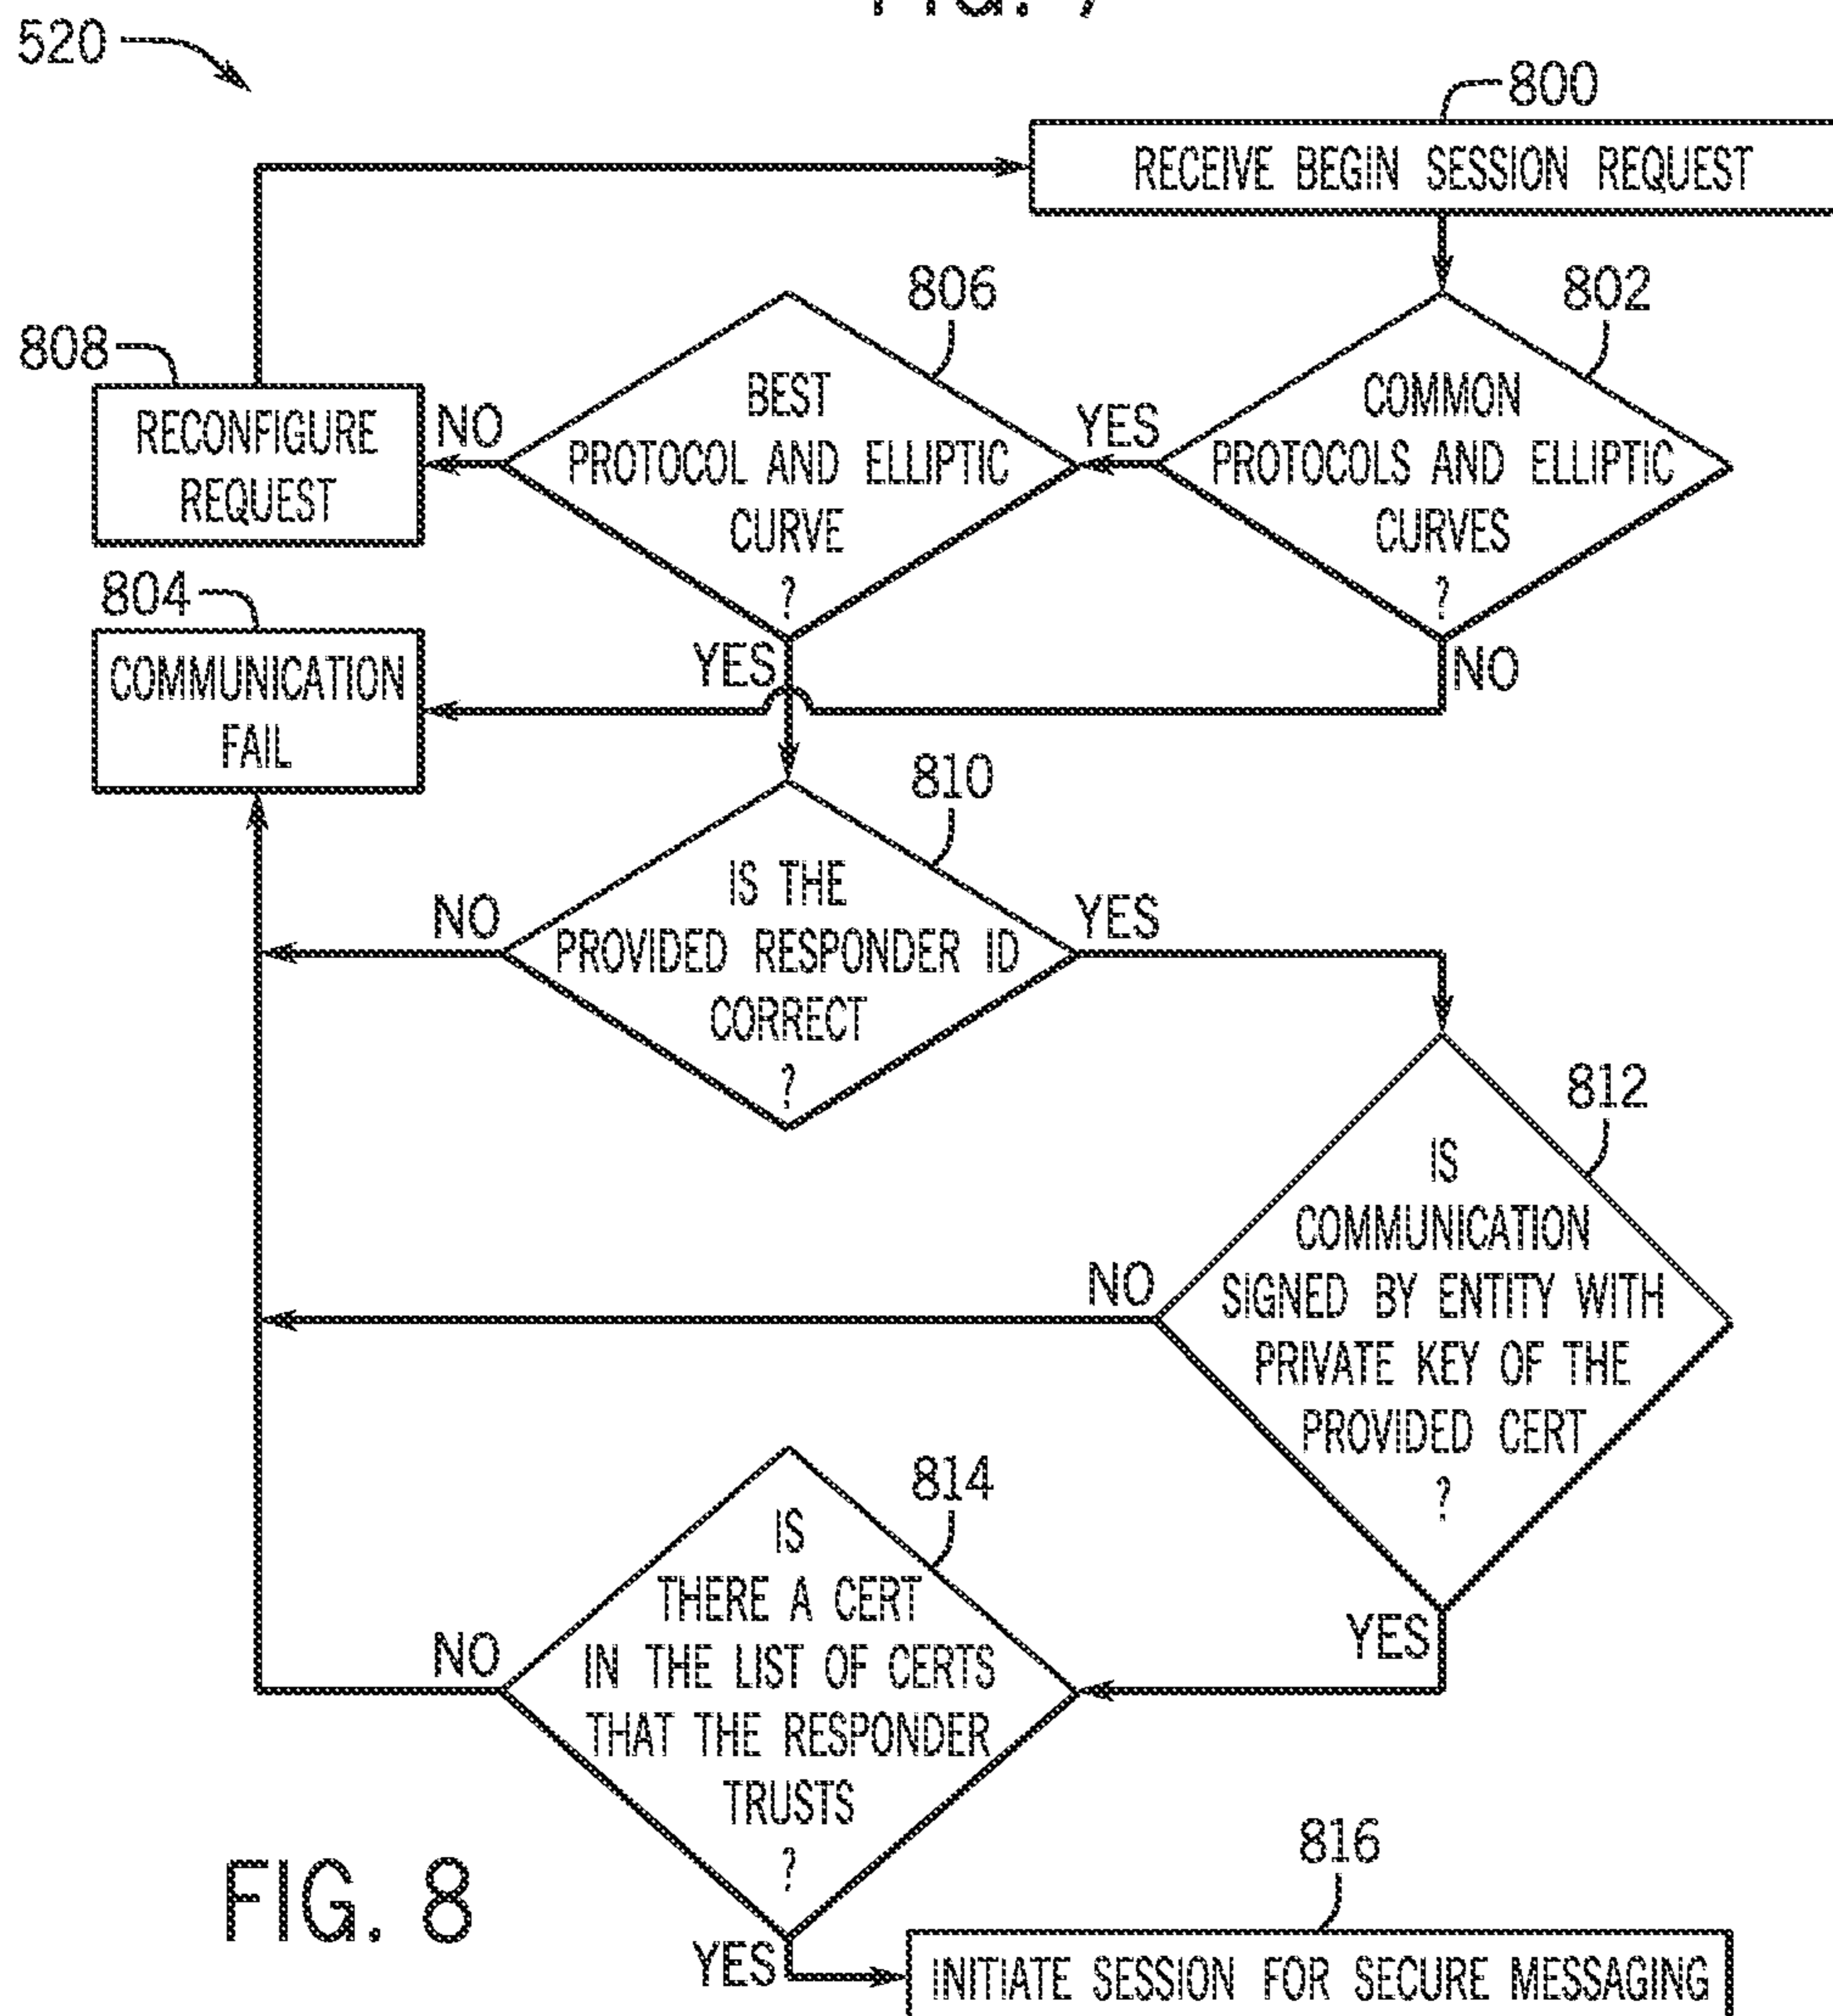 FIG. 7
520
800
RECEIVE BEGIN SESSION REQUEST
806
802
808
RECONFIGURE
REQUEST
NO
BEST
PROTOCOL AND ELLIPTIC
CURVE
?
YES
COMMON
PROTOCOLS AND ELLIPTIC
CURVES
?
804
COMMUNICATION
FAIL
YES
NO
810
NO
IS THE
PROVIDED RESPONDER ID
CORRECT
?
YES
812
IS
COMMUNICATION
SIGNED BY ENTITY WITH
PRIVATE KEY OF THE
PROVIDED CERT
?
NO
YES
814
IS
THERE A CERT
IN THE LIST OF CERTS
THAT THE RESPONDER
TRUSTS
?
NO
YES
816
INITIATE SESSION FOR SECURE MESSAGING
FIG. 8